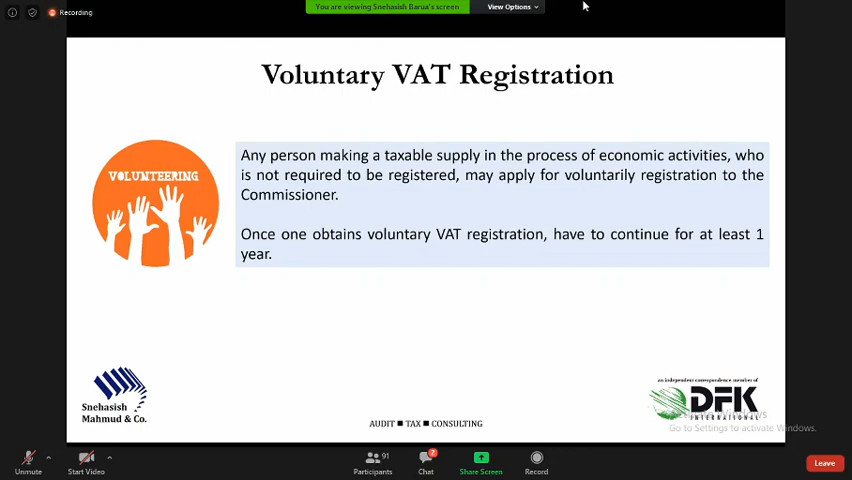 Recording
You are viewing Snehasish Barua's screen
View Options
Voluntary VAT Registration
VOLUNTEERING
Any person making a taxable supply in the process of economic activities, who
is not required to be registered, may apply for voluntarily registration to the
Commissioner.
Once one obtains voluntary VAT registration, have to continue for at least 1
year.
Snehasish
Mahmud & Co.
AUDIT ■ TAX ■ CONSULTING
an independent correspondence member of
DFK
INTERNATIONAL
Activate Windows
Go to Settings to activate Windows.
Unmute
Start Video
91
Participants
2
Chat
Share Screen
Record
Leave